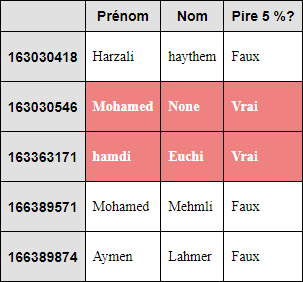 Prénom Nom Pire 5 %?
163030418 Harzali haythem Faux
163030546 Mohamed None Vrai
163363171 hamdi Euchi Vrai
166389571 Mohamed Mehmli Faux
166389874 Aymen Lahmer Faux